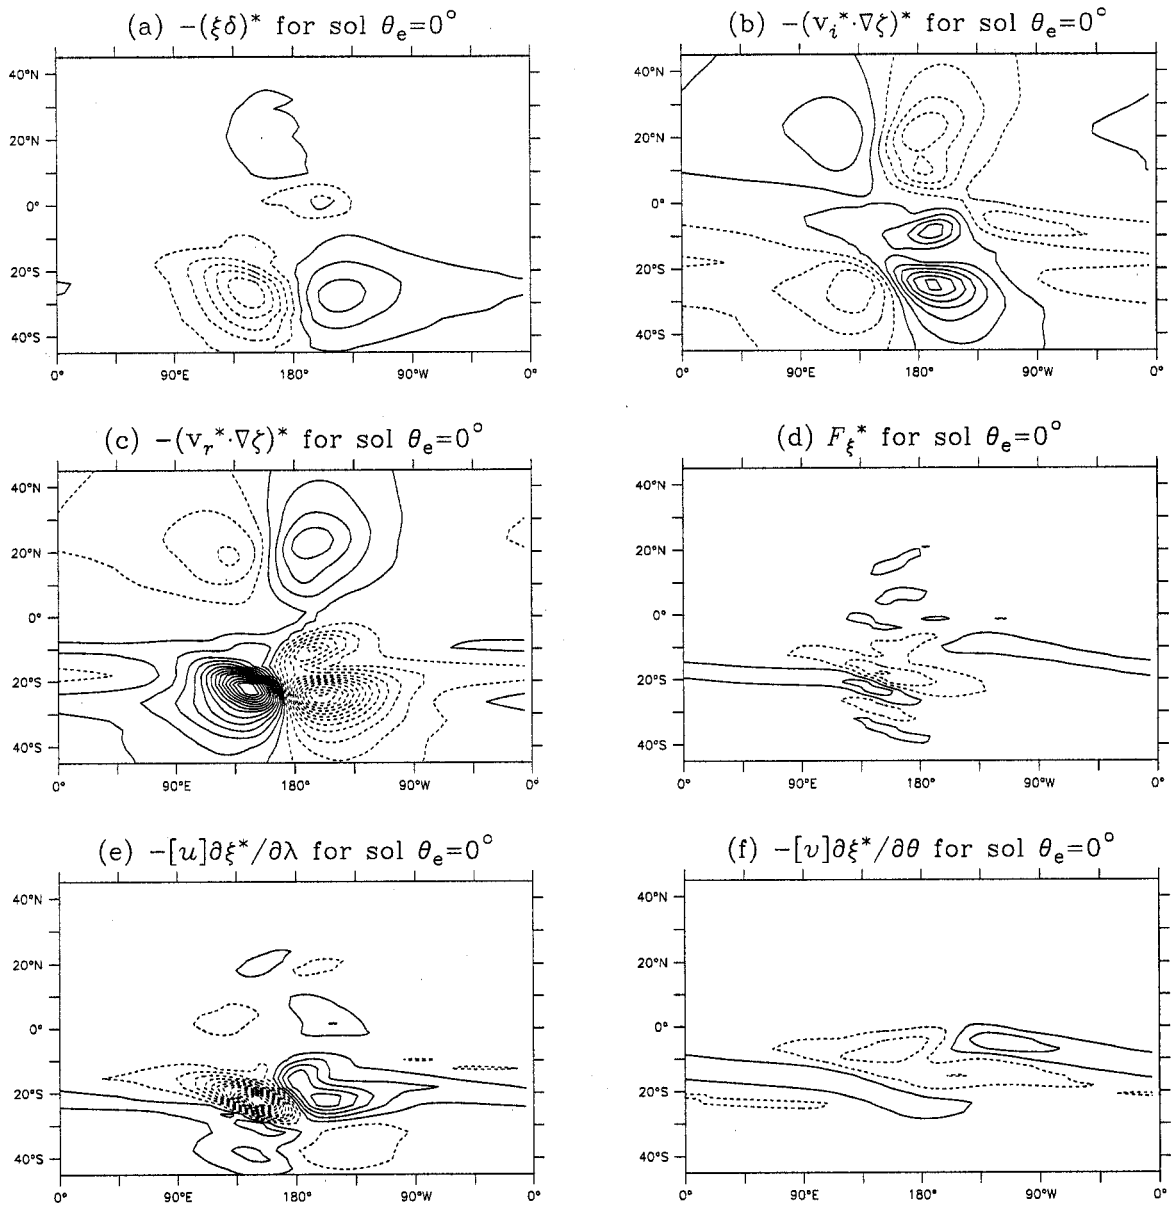 (a) −(ξδ)* for sol θe=0°
(b) −(vi*·∇ζ)* for sol θe=0°
40°N
20°N
0°
20°S
40°S
0°
90°E
180°
90°W
0°
40°N
20°N
0°
20°S
40°S
0°
90°E
180°
90°W
0°
(c) −(vr*·∇ζ)* for sol θe=0°
(d) Fξ* for sol θe=0°
40°N
20°N
0°
20°S
40°S
0°
90°E
180°
90°W
0°
40°N
20°N
0°
20°S
40°S
0°
90°E
180°
90°W
0°
(e) −[u]∂ξ*/∂λ for sol θe=0°
(f) −[v]∂ξ*/∂θ for sol θe=0°
40°N
20°N
0°
20°S
40°S
0°
90°E
180°
90°W
0°
40°N
20°N
0°
20°S
40°S
0°
90°E
180°
90°W
0°